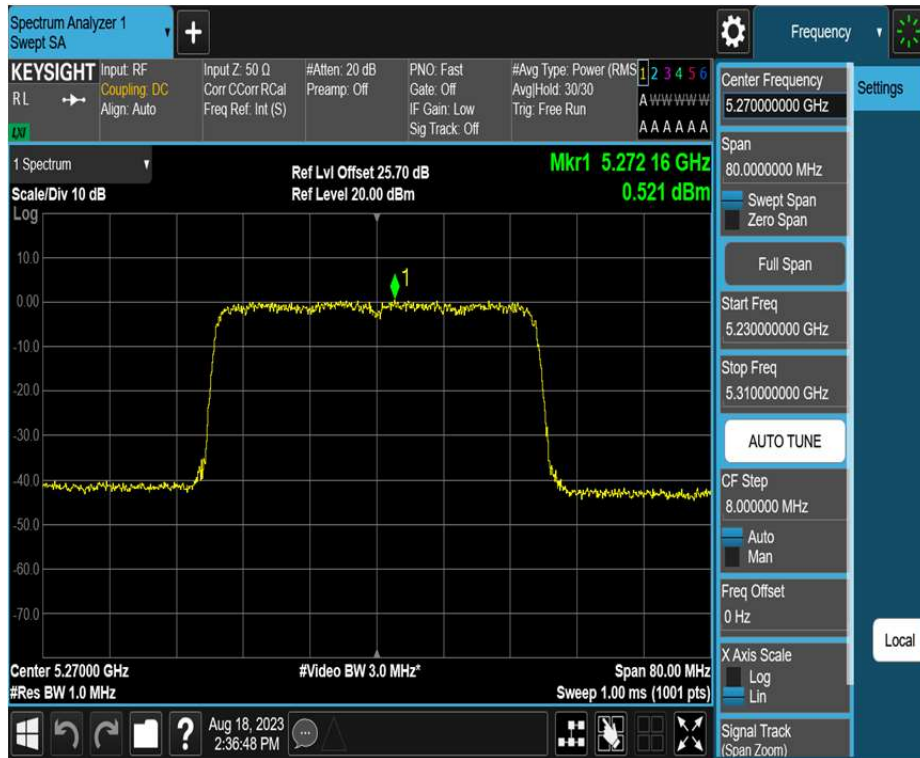 Spectrum Analyzer 1
Swept SA
+
Frequency
KEYSIGHT
R L
LXI
Input: RF
Coupling: DC
Align: Auto
Input Z: 50 Ω
Corr CCorr RCal
Freq Ref: Int (S)
#Atten: 20 dB
Preamp: Off
PNO: Fast
Gate: Off
IF Gain: Low
Sig Track: Off
#Avg Type: Power (RMS
Avg|Hold: 30/30
Trig: Free Run
1 2 3 4 5 6
A W W W W W
A A A A A A
Settings
1 Spectrum
Scale/Div 10 dB
Log
Ref Lvl Offset 25.70 dB
Ref Level 20.00 dBm
Mkr1 5.272 16 GHz
0.521 dBm
10.0
0.00
-10.0
-20.0
-30.0
-40.0
-50.0
-60.0
-70.0
1
Center 5.27000 GHz
#Res BW 1.0 MHz
#Video BW 3.0 MHz*
Span 80.00 MHz
Sweep 1.00 ms (1001 pts)
Center Frequency
5.270000000 GHz
Span
80.0000000 MHz
Swept Span
Zero Span
Full Span
Start Freq
5.230000000 GHz
Stop Freq
5.310000000 GHz
AUTO TUNE
CF Step
8.000000 MHz
Auto
Man
Freq Offset
0 Hz
X Axis Scale
Log
Lin
Signal Track
(Span Zoom)
Local
?
Aug 18, 2023
2:36:48 PM